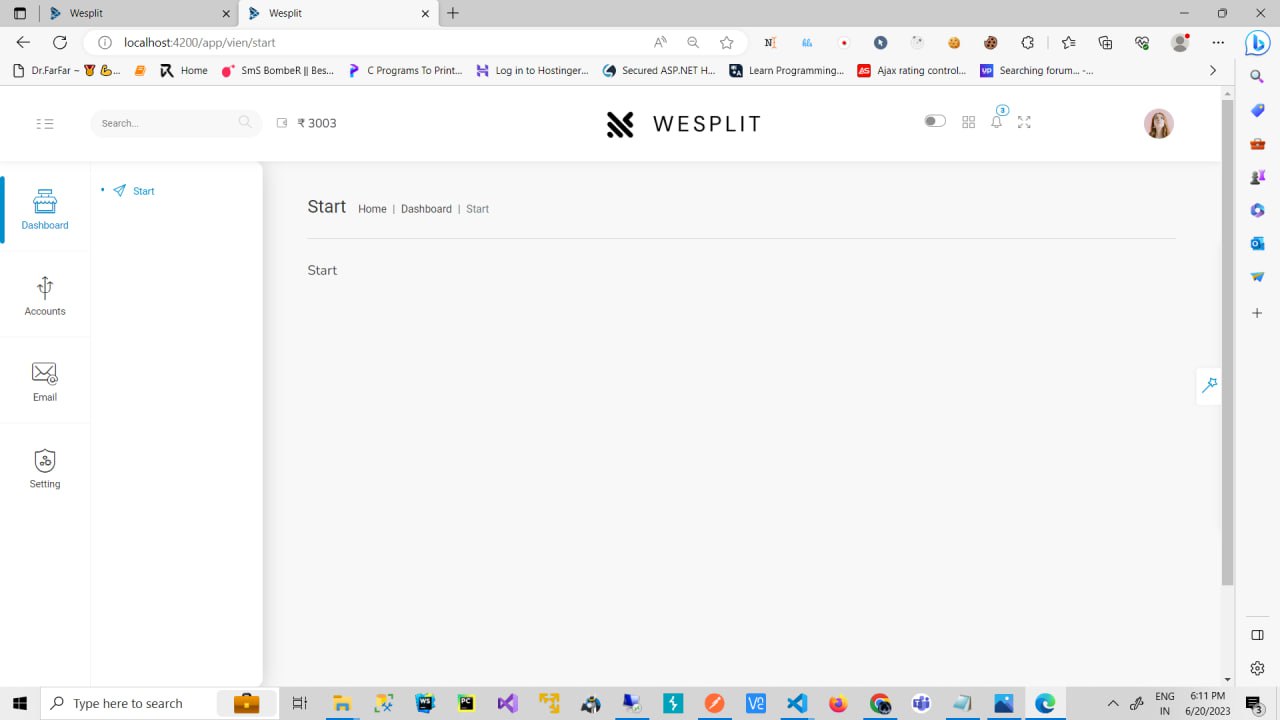 Wesplit
Wesplit
localhost:4200/app/vien/start
Dr.FarFar ~
Home
SmS BombeR || Bes...
C Programs To Print...
Log in to Hostinger...
Secured ASP.NET H...
Learn Programming...
Ajax rating control...
Searching forum... -...
Search...
₹ 3003
WESPLIT
3
Dashboard
Accounts
Email
Setting
Start
Start Home | Dashboard | Start
Start
Type here to search
ENG
IN
6:11 PM
6/20/2023
3